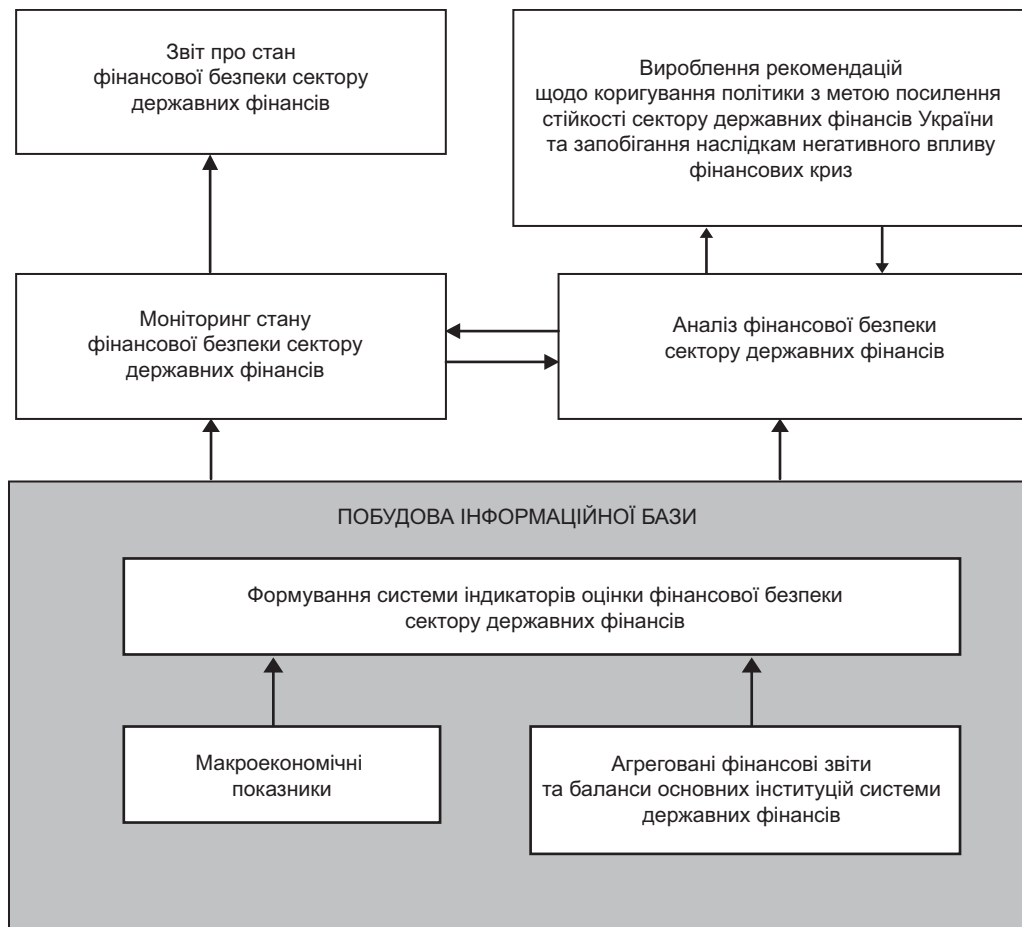 Звіт про стан
фінансової безпеки сектору
державних фінансів
Вироблення рекомендацій
щодо коригування політики з метою посилення
стійкості сектору державних фінансів України
та запобігання наслідкам негативного впливу
фінансових криз
Моніторинг стану
фінансової безпеки сектору
державних фінансів
Аналіз фінансової безпеки
сектору державних фінансів
ПОБУДОВА ІНФОРМАЦІЙНОЇ БАЗИ
Формування системи індикаторів оцінки фінансової безпеки
сектору державних фінансів
Макроекономічні
показники
Агреговані фінансові звіти
та баланси основних інституцій системи
державних фінансів